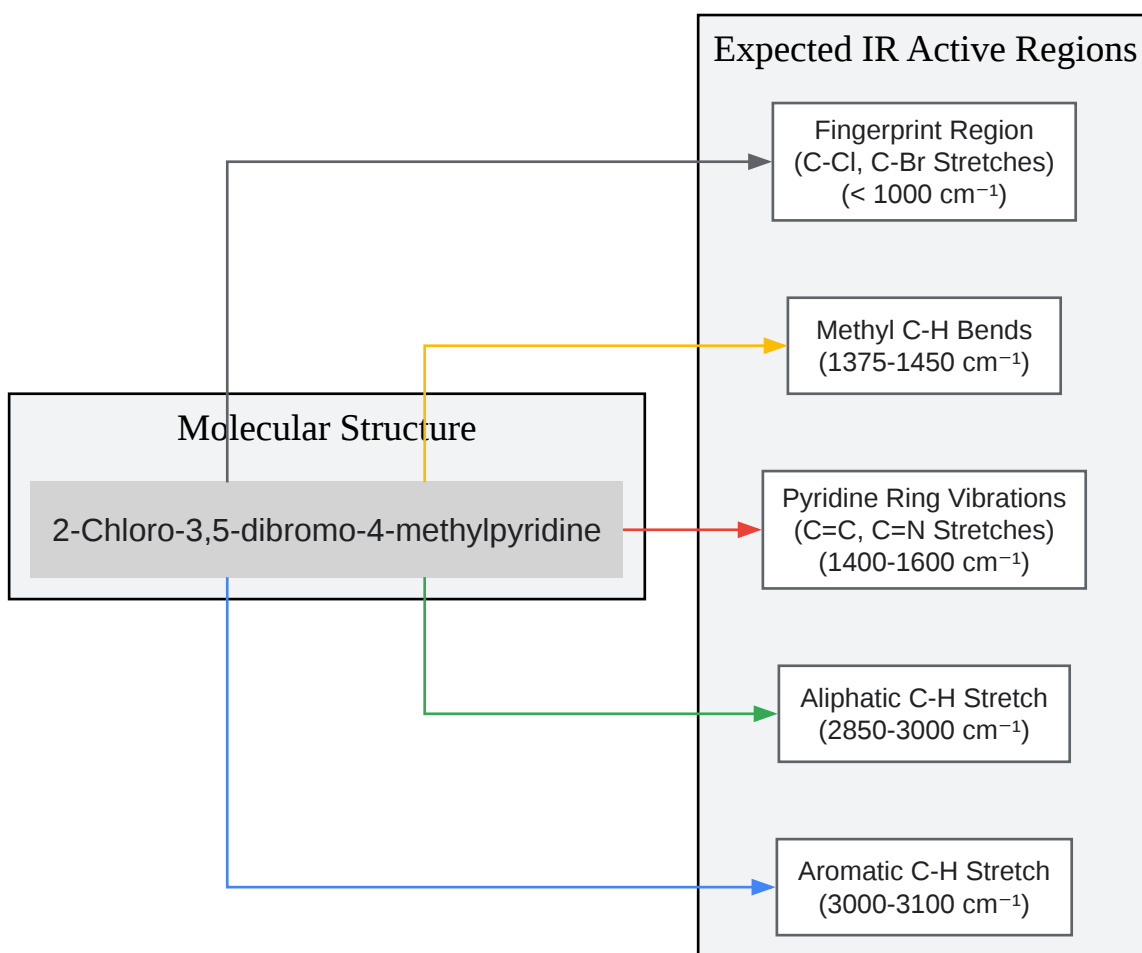 Expected IR Active Regions
Fingerprint Region
(C-Cl, C-Br Stretches)
(< 1000 cm⁻¹)
Methyl C-H Bends
(1375-1450 cm⁻¹)
Molecular Structure
2-Chloro-3,5-dibromo-4-methylpyridine
Pyridine Ring Vibrations
(C=C, C=N Stretches)
(1400-1600 cm⁻¹)
Aliphatic C-H Stretch
(2850-3000 cm⁻¹)
Aromatic C-H Stretch
(3000-3100 cm⁻¹)